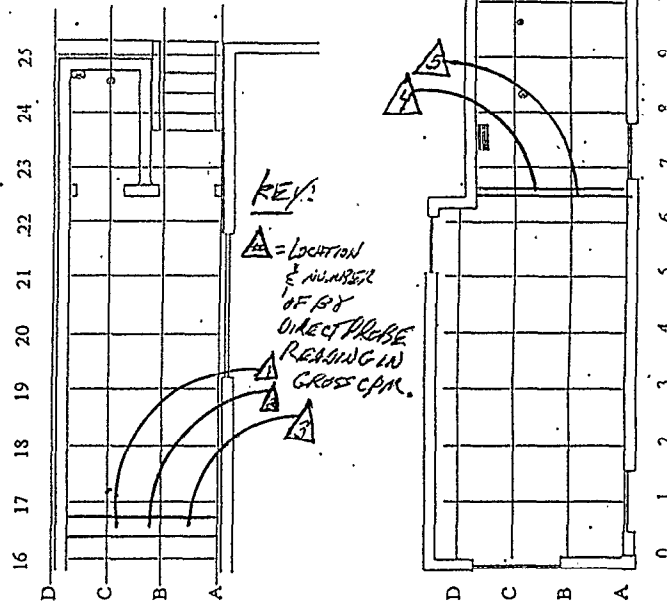 25
24
23
22
21
20
19
18
17
16
D
C
B
A
KEY:
# = LOCATION
& NUMBER
OF βγ
DIRECT PROBE
READING IN
GROSS CPM.
1
2
3
5
4
9
8
7
6
5
4
3
2
1
0
D
C
B
A